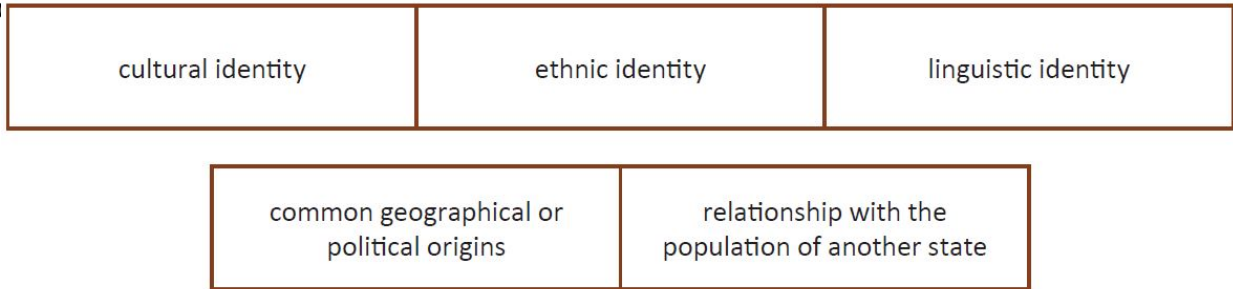 cultural identity
ethnic identity
linguistic identity
common geographical or
political origins
relationship with the
population of another state